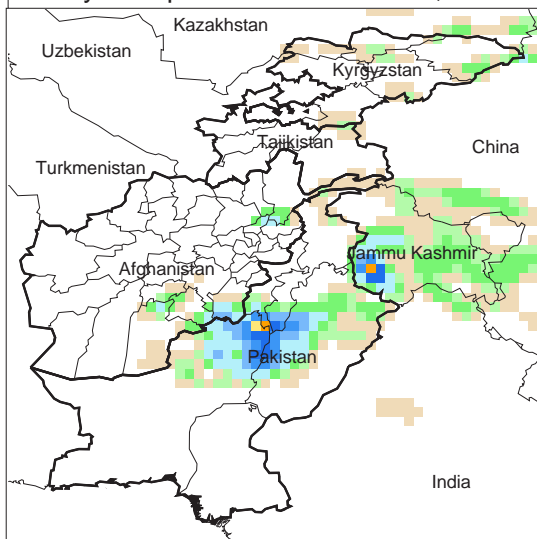 Kazakhstan
Uzbekistan
Kyrgyzstan
Tajikistan
China
Turkmenistan
Jammu Kashmir
Afghanistan
Pakistan
India